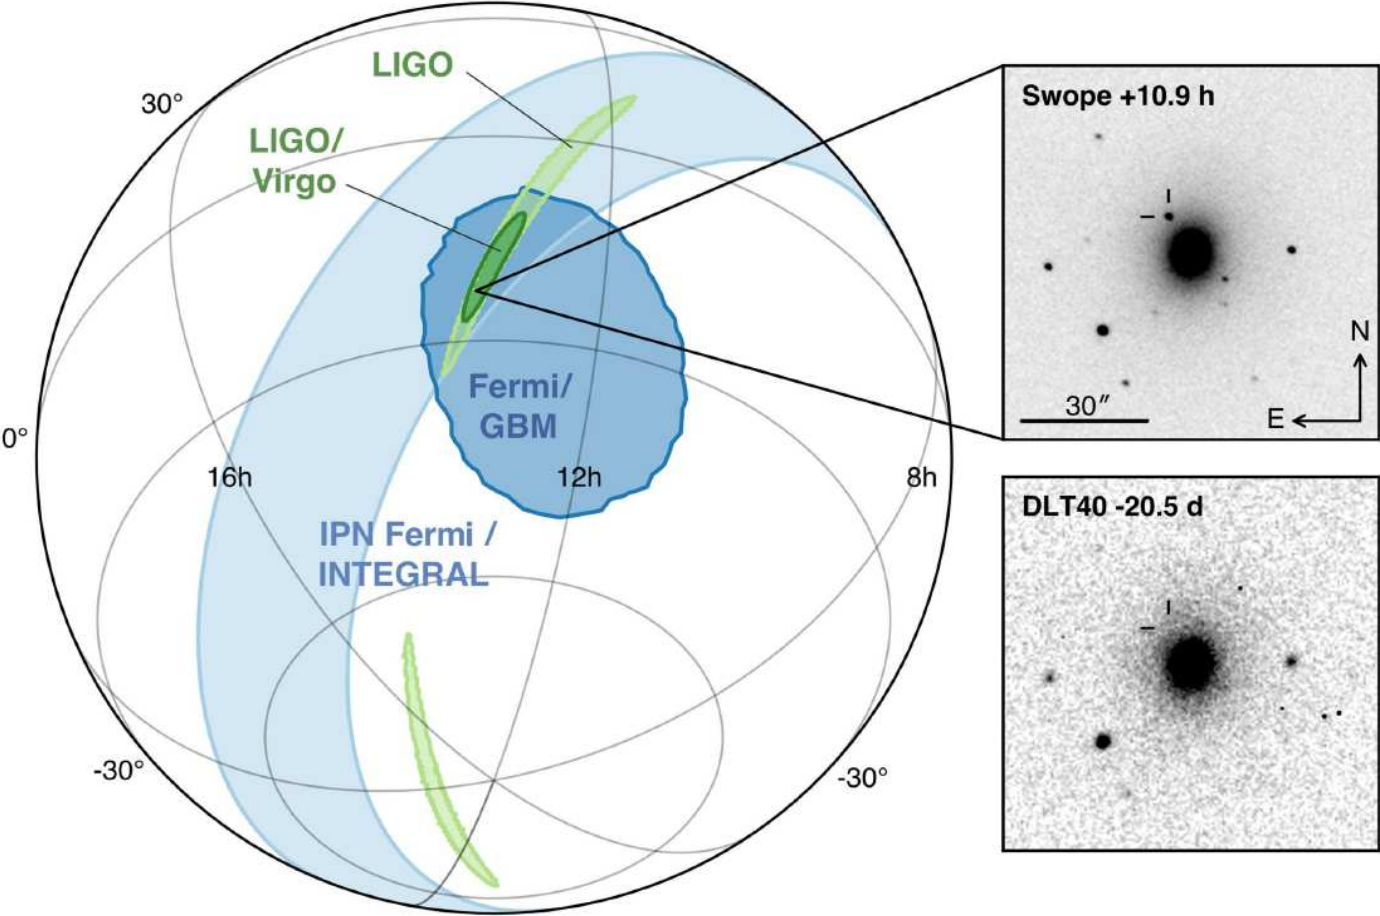 LIGO
30°
LIGO/
Virgo
Fermi/
GBM
0°
16h
12h
8h
IPN Fermi /
INTEGRAL
-30°
-30°
Swope +10.9 h
N
30″
E
DLT40 -20.5 d